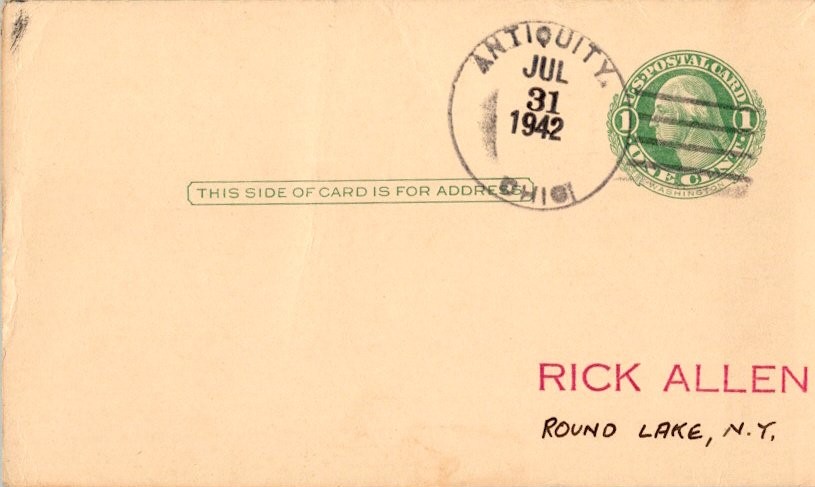 ANTIQUITY,
JUL
31
1942
OHIO
U.S. POSTAL CARD
1 1
ONE CENT
WASHINGTON
THIS SIDE OF CARD IS FOR ADDRESS
RICK ALLEN
ROUND LAKE, N.Y.